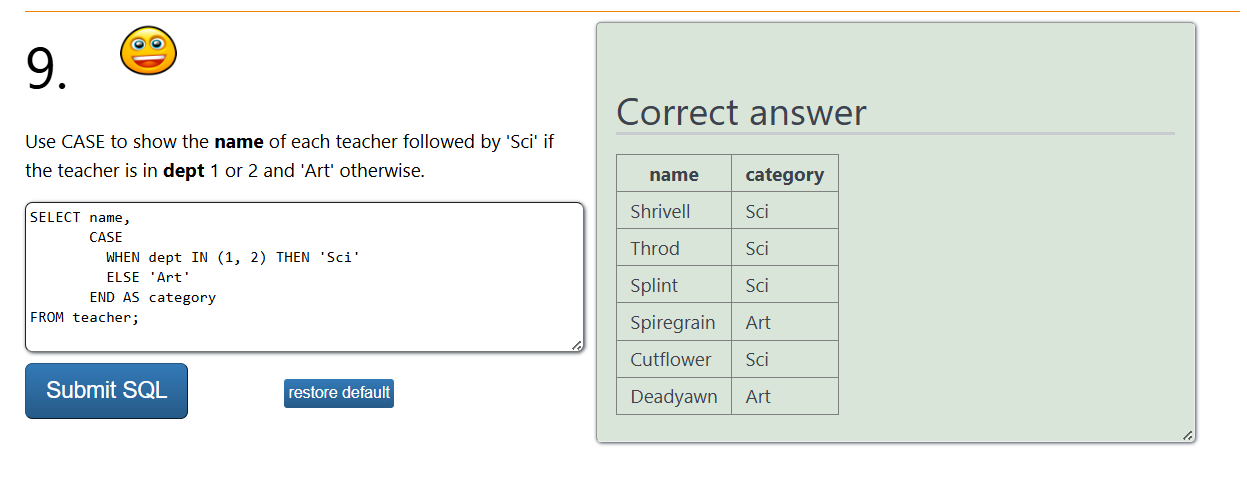 9.
Use CASE to show the name of each teacher followed by 'Sci' if
the teacher is in dept 1 or 2 and 'Art' otherwise.
SELECT name,
       CASE
         WHEN dept IN (1, 2) THEN 'Sci'
         ELSE 'Art'
       END AS category
FROM teacher;
Submit SQL
restore default
Correct answer
name category
Shrivell Sci
Throd Sci
Splint Sci
Spiregrain Art
Cutflower Sci
Deadyawn Art